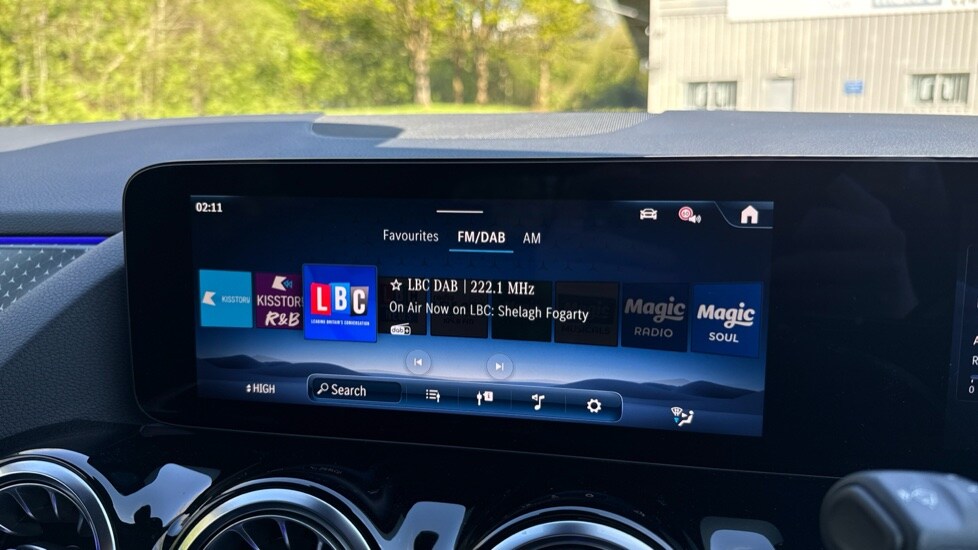 02:11
Favourites FM/DAB AM
KISSTORY
KISSTORY
R&B
LBC
LEADING BRITAIN'S CONVERSATION
LBC DAB | 222.1 MHz
On Air Now on LBC: Shelagh Fogarty
dab
Magic
RADIO
Magic
SOUL
HIGH
Search